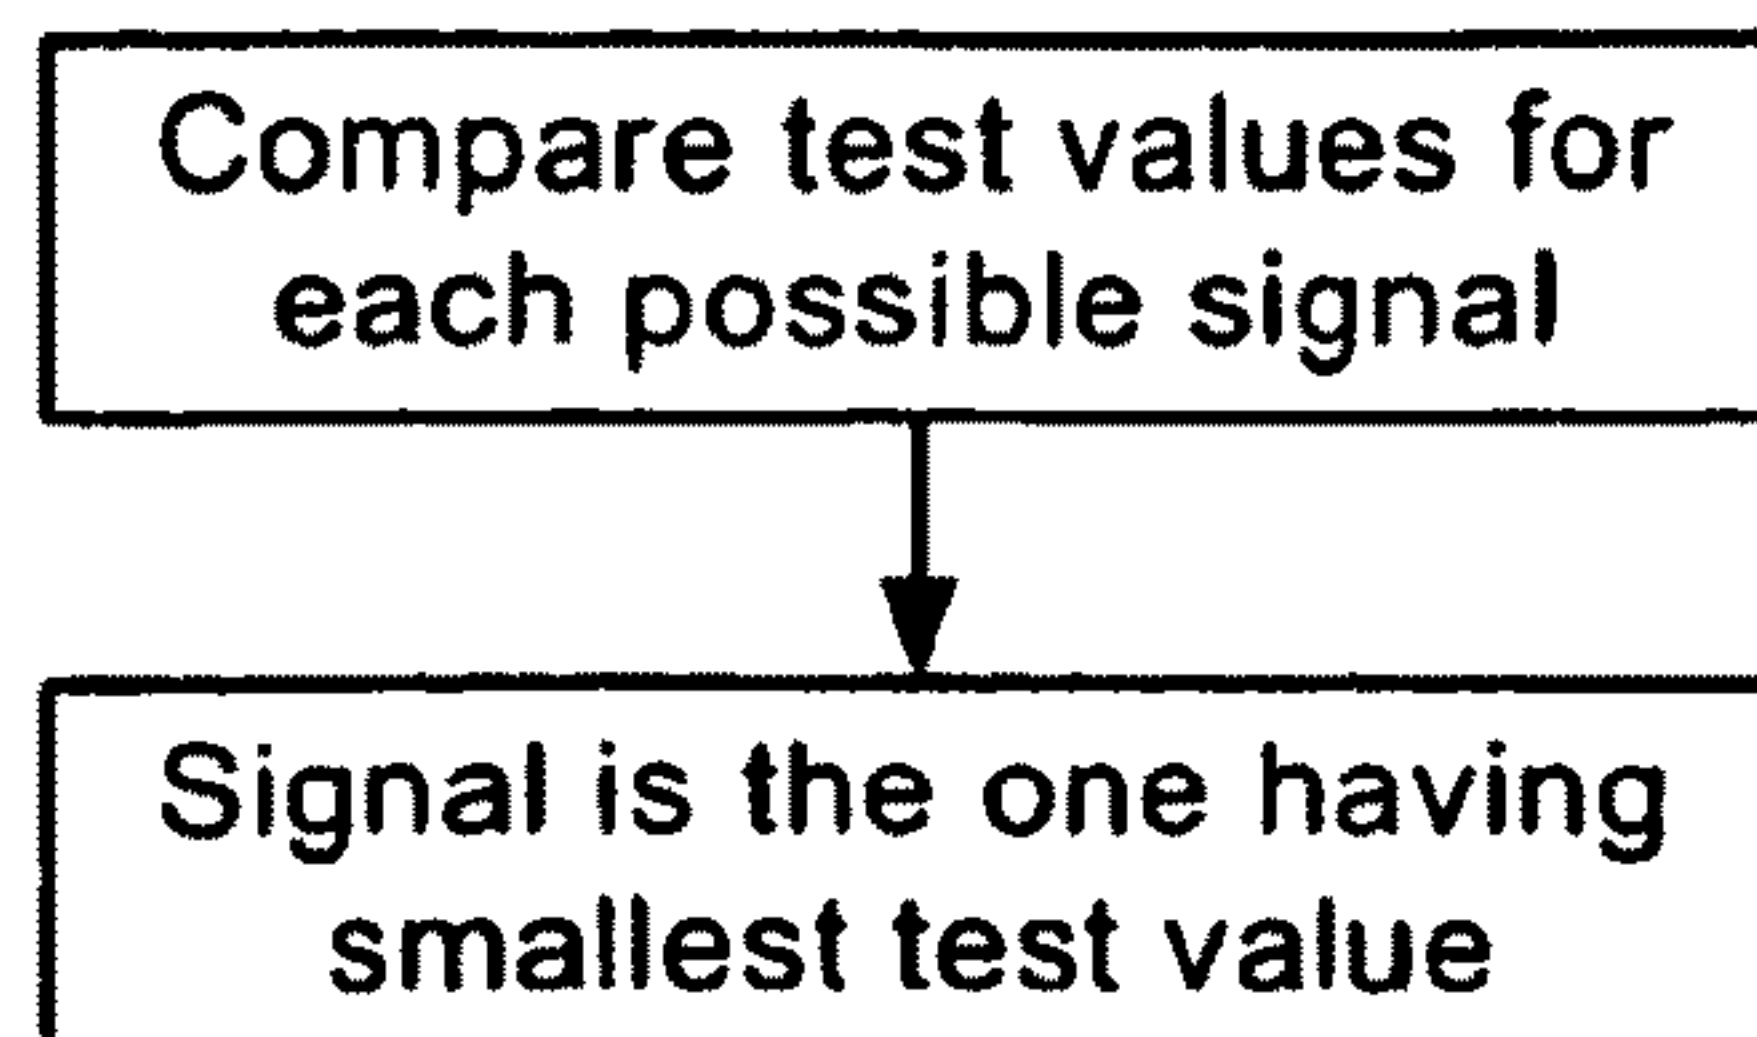 Compare test values for
each possible signal
Signal is the one having
smallest test value